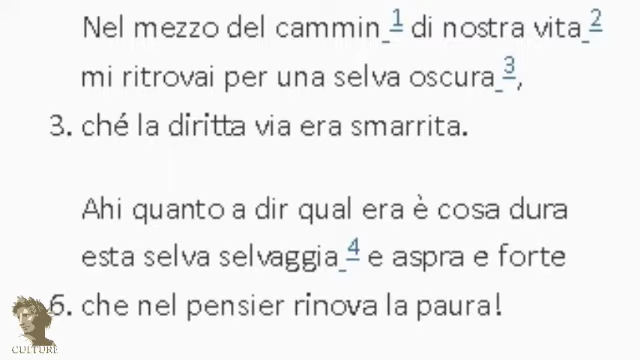 Nel mezzo del cammin 1 di nostra vita 2
mi ritrovai per una selva oscura 3,
3. ché la diritta via era smarrita.
Ahi quanto a dir qual era è cosa dura
esta selva selvaggia 4 e aspra e forte
6. che nel pensier rinova la paura!
CULTURE